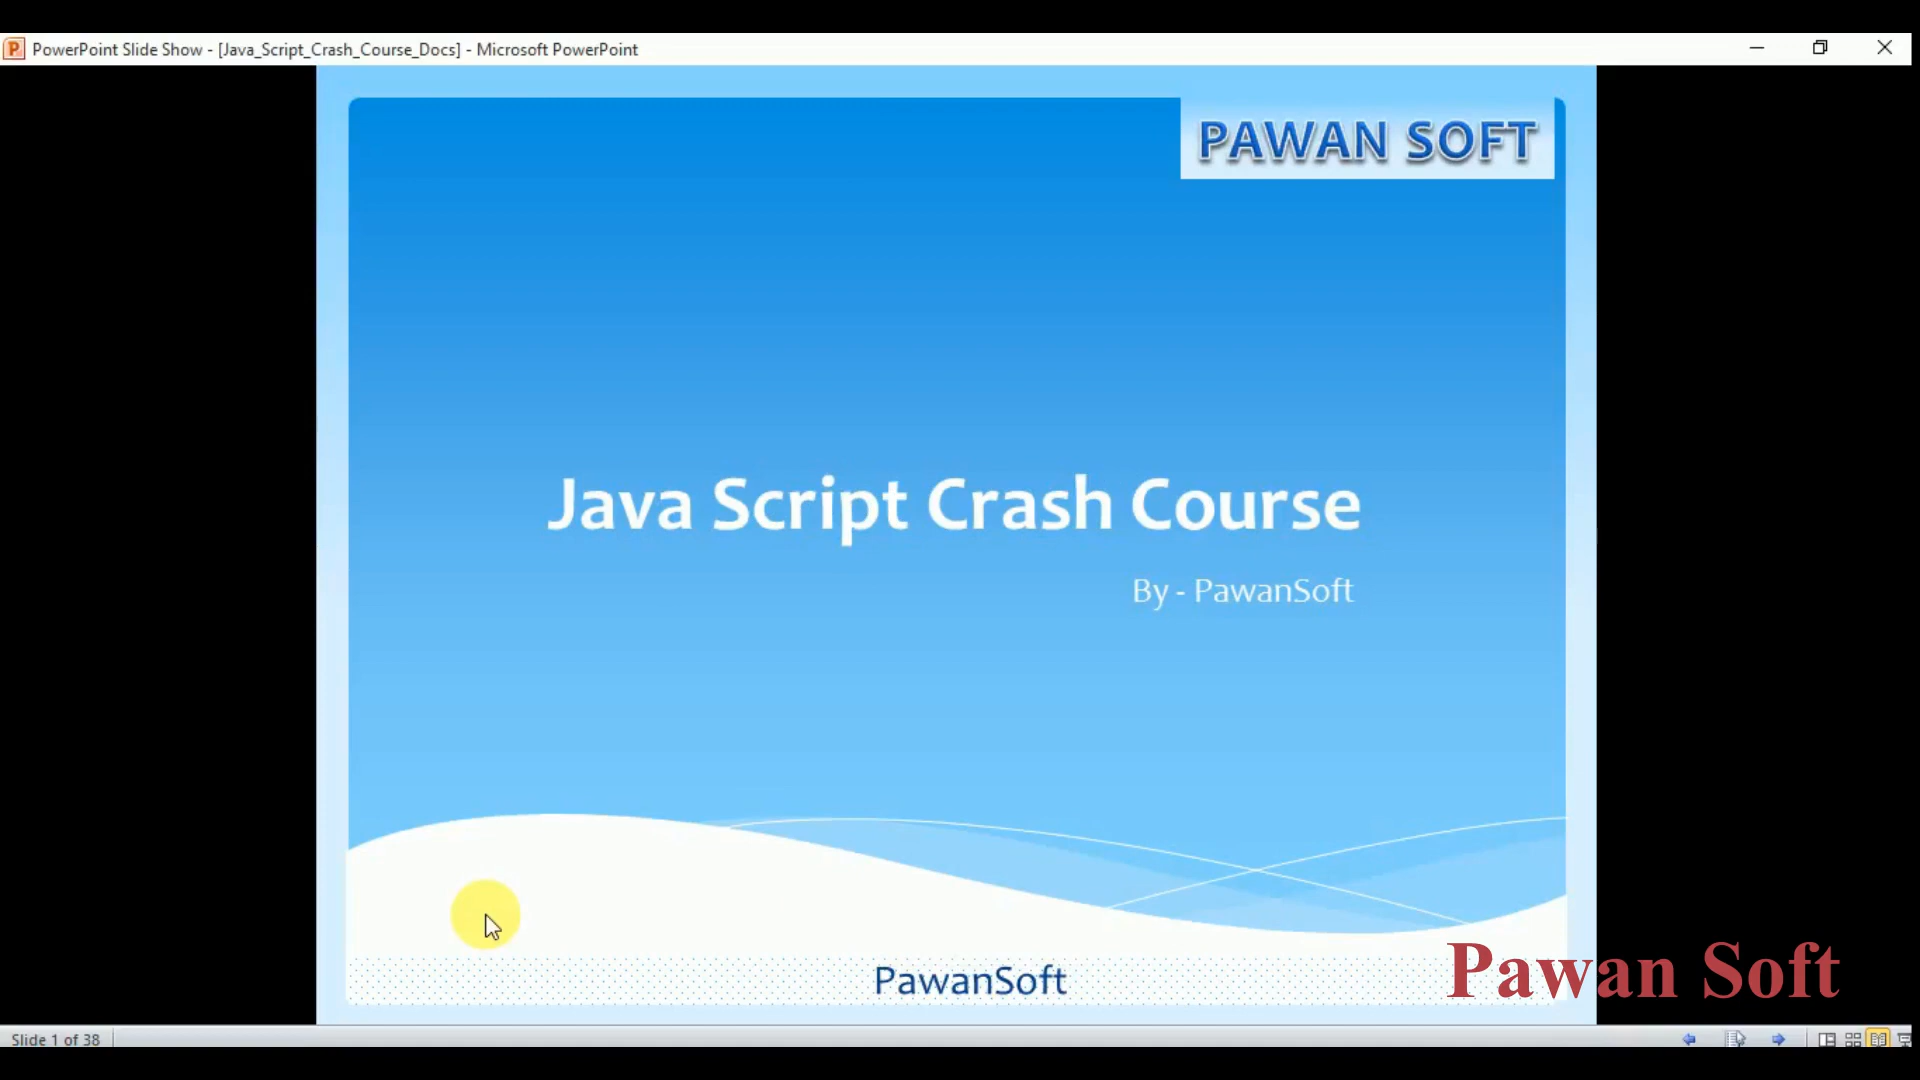 PowerPoint Slide Show - [Java_Script_Crash_Course_Docs] - Microsoft PowerPoint
PAWAN SOFT
Java Script Crash Course
By - PawanSoft
PawanSoft
Pawan Soft
Slide 1 of 38